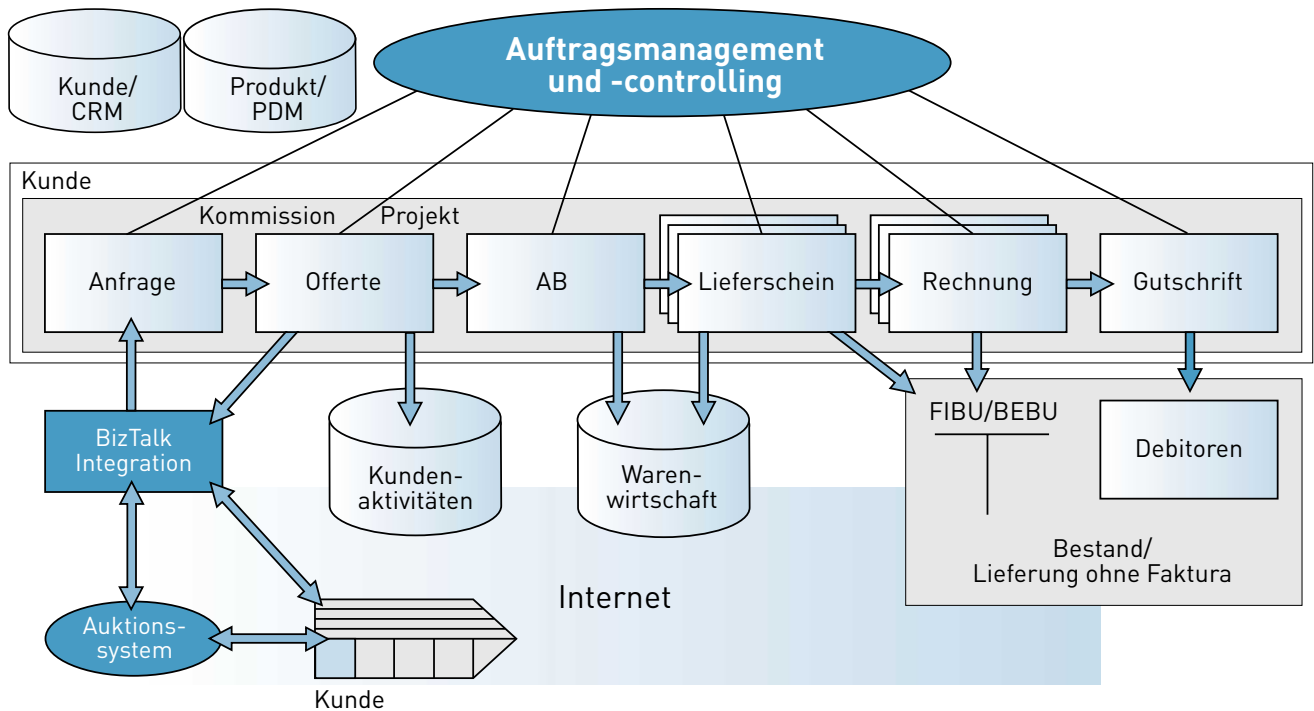 Auftragsmanagement
und -controlling
Kunde/
CRM
Produkt/
PDM
Kunde
Kommission
Projekt
Anfrage
Offerte
AB
Lieferschein
Rechnung
Gutschrift
BizTalk
Integration
Kunden-
aktivitäten
Waren-
wirtschaft
FIBU/BEBU
Debitoren
Bestand/
Lieferung ohne Faktura
Internet
Auktions-
system
Kunde